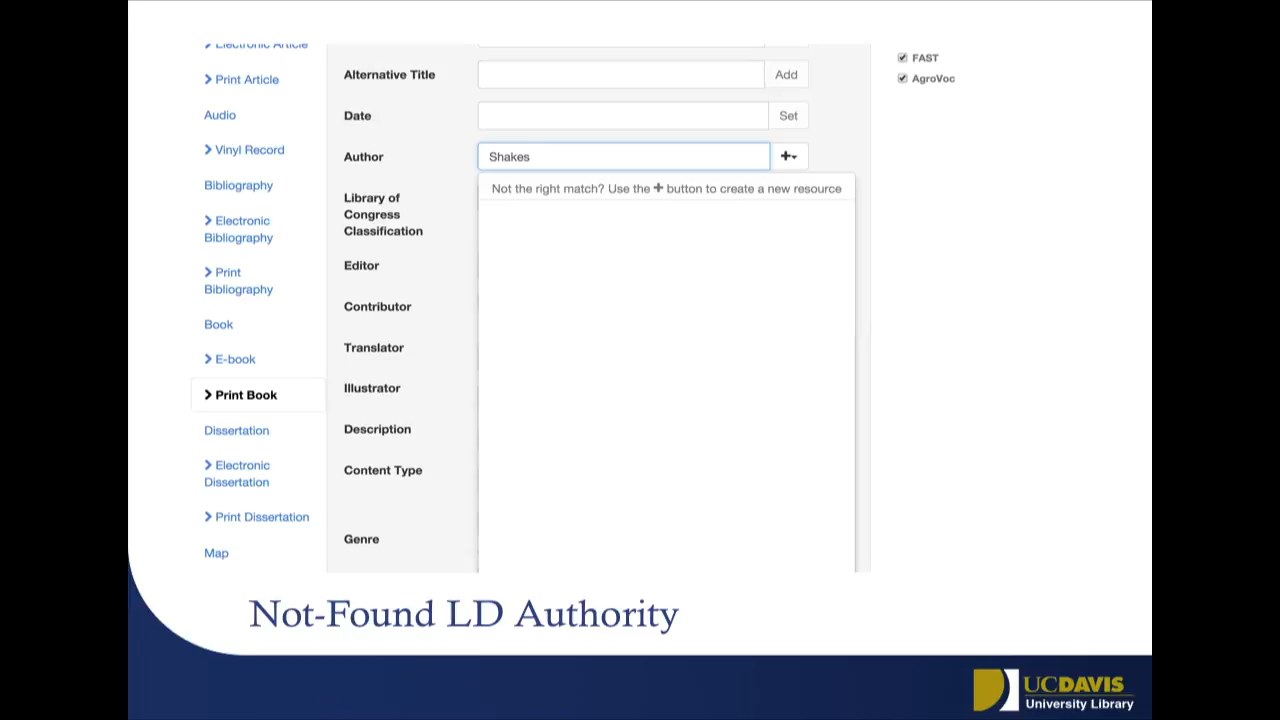 Electronic Article
Print Article
Audio
Vinyl Record
Bibliography
Electronic
Bibliography
Print
Bibliography
Book
E-book
Print Book
Dissertation
Electronic
Dissertation
Print Dissertation
Map
Alternative Title
Add
Date
Set
Author
Shakes
Not the right match? Use the + button to create a new resource
Library of
Congress
Classification
Editor
Contributor
Translator
Illustrator
Description
Content Type
Genre
FAST
AgroVoc
Not-Found LD Authority
UCDAVIS
University Library